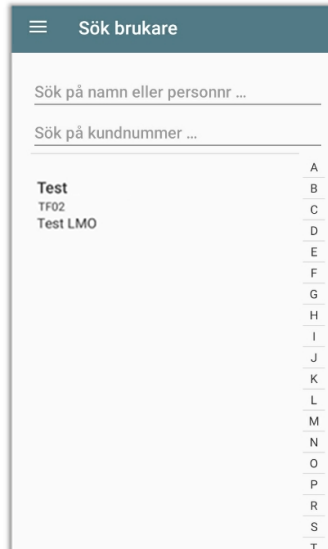 Sök brukare
Sök på namn eller personnr ...
Sök på kundnummer ...
A
Test
B
TF02
C
Test LMO
D
E
F
G
H
I
J
K
L
M
N
O
P
R
S
T